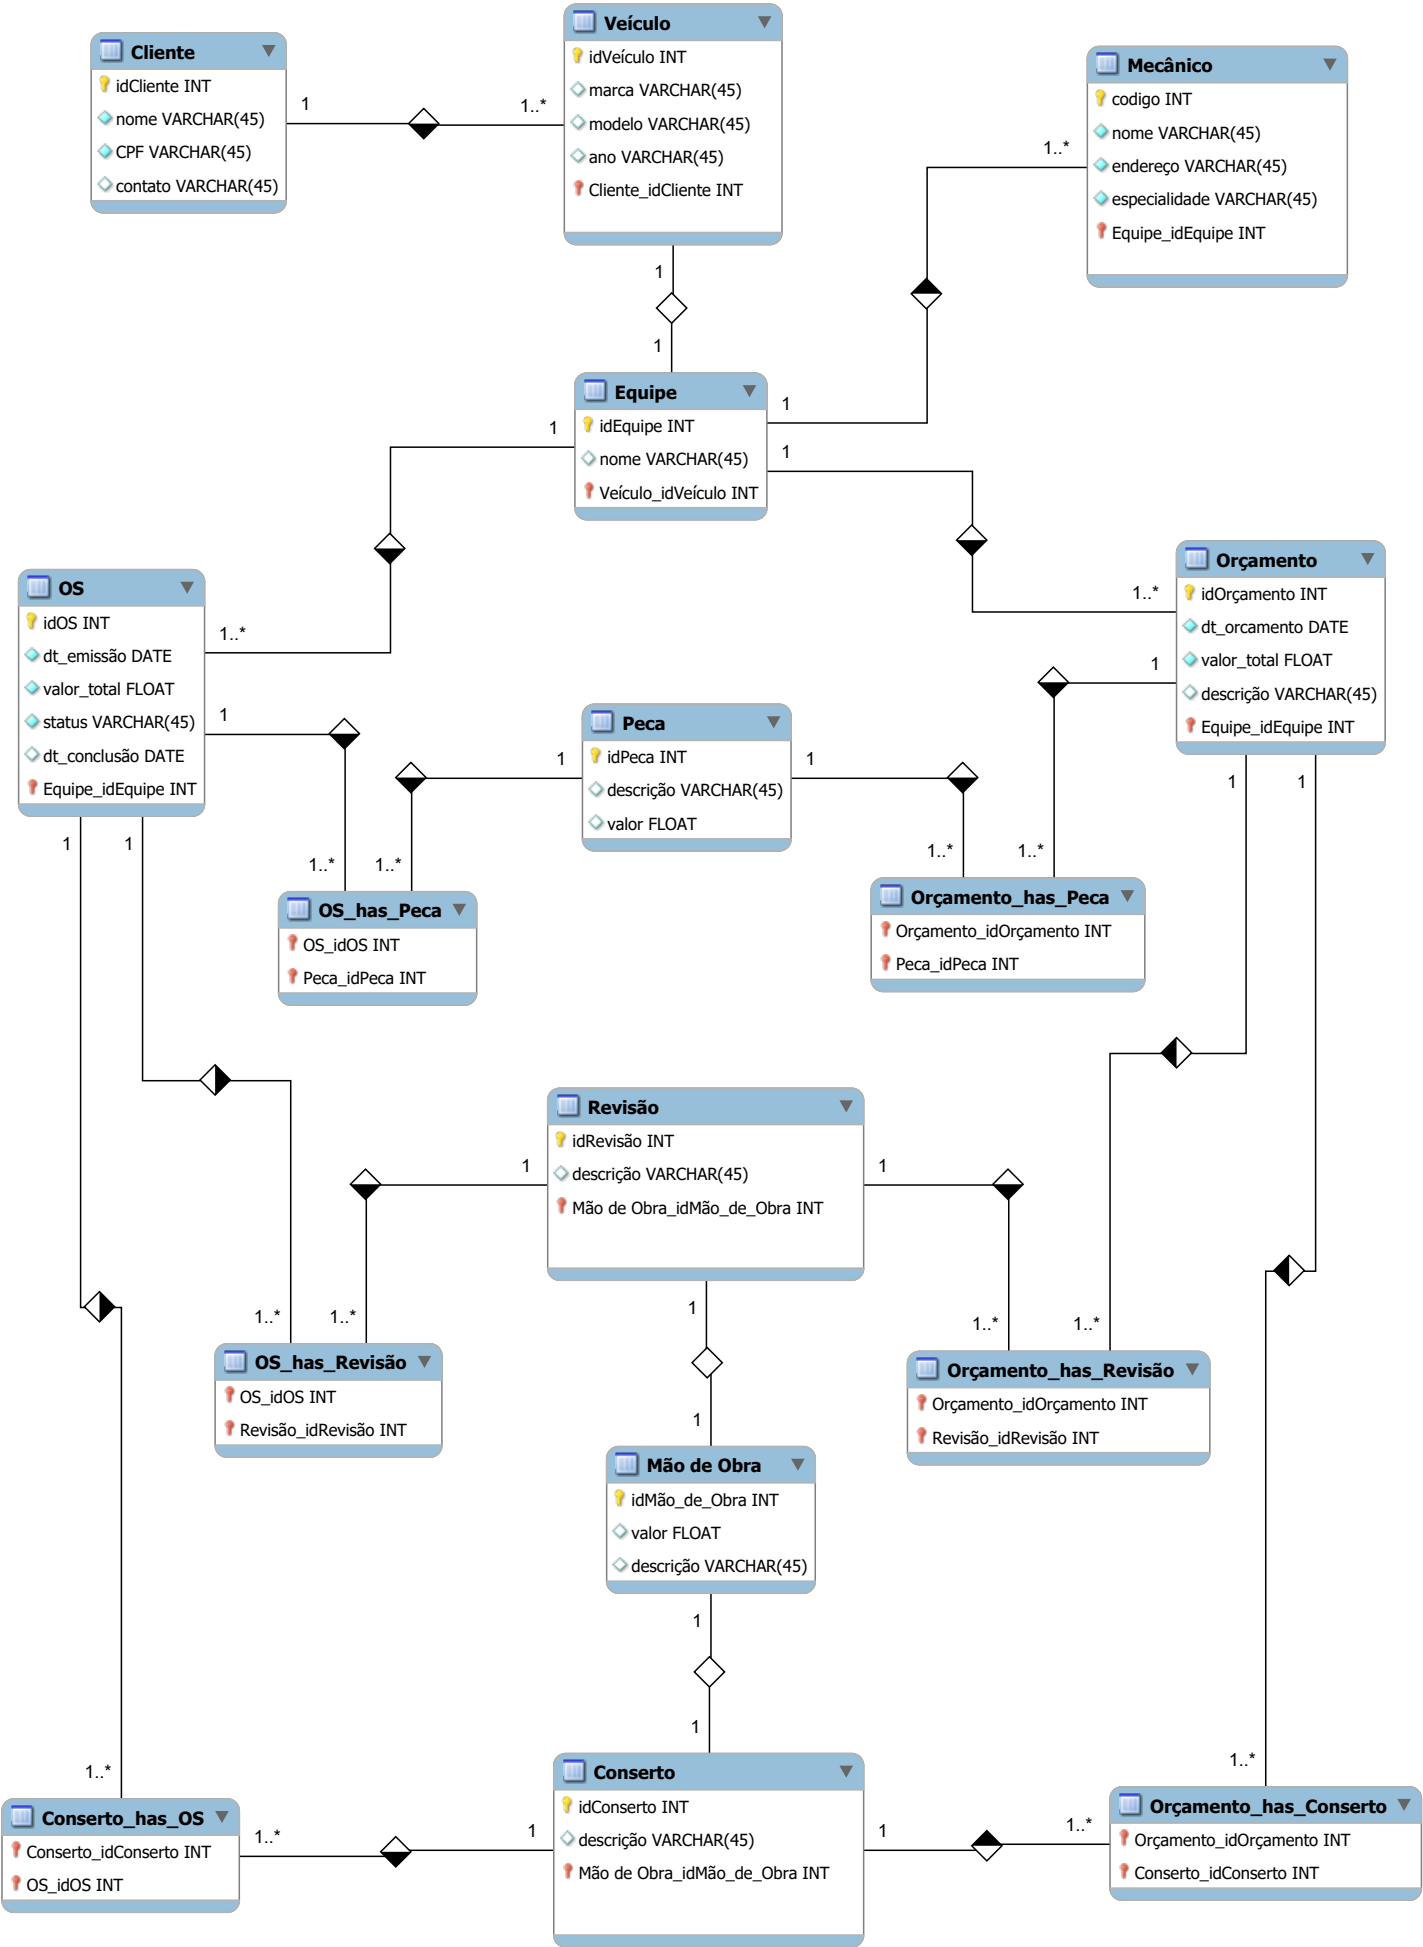 Cliente
idCliente INT
nome VARCHAR(45)
CPF VARCHAR(45)
contato VARCHAR(45)
1
1..*
Veículo
idVeículo INT
marca VARCHAR(45)
modelo VARCHAR(45)
ano VARCHAR(45)
Cliente_idCliente INT
Mecânico
codigo INT
nome VARCHAR(45)
endereço VARCHAR(45)
especialidade VARCHAR(45)
Equipe_idEquipe INT
1..*
1
1
Equipe
idEquipe INT
nome VARCHAR(45)
Veículo_idVeículo INT
1
1
1
OS
idOS INT
dt_emissão DATE
valor_total FLOAT
status VARCHAR(45)
dt_conclusão DATE
Equipe_idEquipe INT
1..*
1
1
1
Orçamento
idOrçamento INT
dt_orcamento DATE
valor_total FLOAT
descrição VARCHAR(45)
Equipe_idEquipe INT
1..*
1
1
1
Peca
idPeca INT
descrição VARCHAR(45)
valor FLOAT
1
1
1..*
1..*
1..*
1..*
OS_has_Peca
OS_idOS INT
Peca_idPeca INT
Orçamento_has_Peca
Orçamento_idOrçamento INT
Peca_idPeca INT
Revisão
idRevisão INT
descrição VARCHAR(45)
Mão de Obra_idMão_de_Obra INT
1
1
1
1..*
1..*
1..*
1..*
OS_has_Revisão
OS_idOS INT
Revisão_idRevisão INT
Orçamento_has_Revisão
Orçamento_idOrçamento INT
Revisão_idRevisão INT
1
Mão de Obra
idMão_de_Obra INT
valor FLOAT
descrição VARCHAR(45)
1
1
1..*
1..*
Conserto_has_OS
Conserto_idConserto INT
OS_idOS INT
1..*
1
Conserto
idConserto INT
descrição VARCHAR(45)
Mão de Obra_idMão_de_Obra INT
1
1..*
Orçamento_has_Conserto
Orçamento_idOrçamento INT
Conserto_idConserto INT